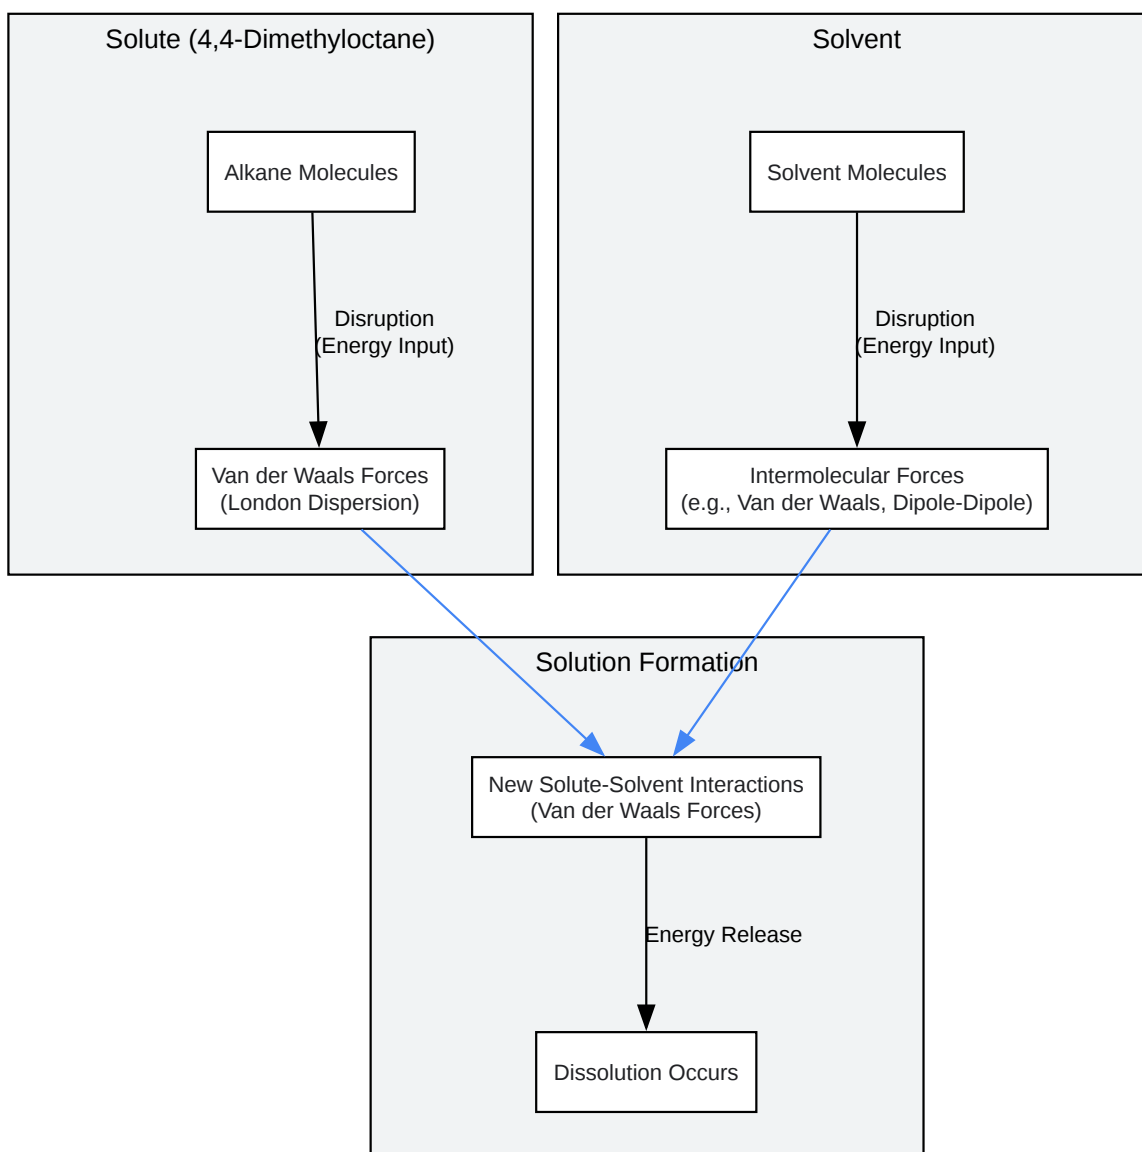 Solute (4,4-Dimethyloctane)
Solvent
Alkane Molecules
Solvent Molecules
Disruption
(Energy Input)
Disruption
(Energy Input)
Van der Waals Forces
(London Dispersion)
Intermolecular Forces
(e.g., Van der Waals, Dipole-Dipole)
Solution Formation
New Solute-Solvent Interactions
(Van der Waals Forces)
Energy Release
Dissolution Occurs